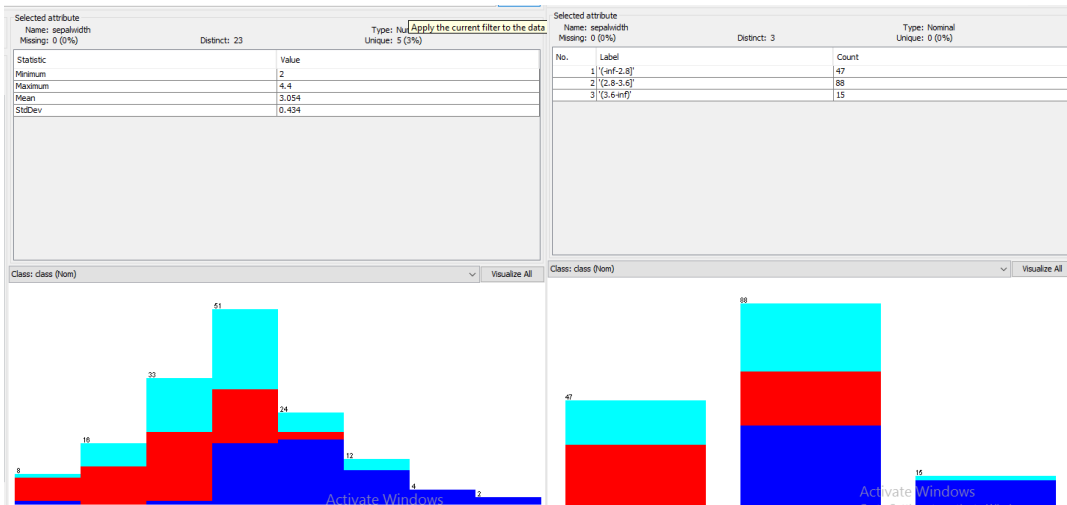 Selected attribute
Name: sepalwidth
Missing: 0 (0%)
Distinct: 23
Type: Nu
Unique: 5 (3%)
Apply the current filter to the data
Statistic Value
Minimum 2
Maximum 4.4
Mean 3.054
StdDev 0.434
Class: class (Nom)
Visualize All
51
33
24
16
12
8
4
2
Activate Windows
Selected attribute
Name: sepalwidth
Missing: 0 (0%)
Distinct: 3
Type: Nominal
Unique: 0 (0%)
No. Label Count
1 '(-inf-2.8]' 47
2 '(2.8-3.6]' 88
3 '(3.6-inf)' 15
Class: class (Nom)
Visualize All
88
47
15
Activate Windows